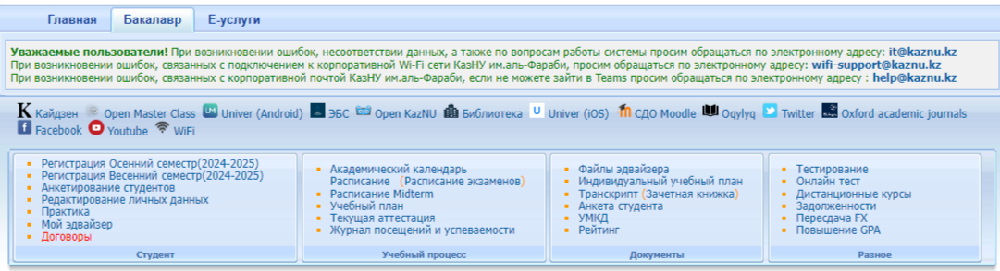 Главная Бакалавр Е-услуги
Уважаемые пользователи! При возникновении ошибок, несоответствии данных, а также по вопросам работы системы просим обращаться по электронному адресу: it@kaznu.kz
При возникновении ошибок, связанных с подключением к корпоративной Wi-Fi сети КазНУ им.аль-Фараби, просим обращаться по электронному адресу: wifi-support@kaznu.kz
При возникновении ошибок, связанных с корпоративной почтой КазНУ им.аль-Фараби, если не можете зайти в Teams просим обращаться по электронному адресу : help@kaznu.kz
K Кайдзен Open Master Class UM Univer (Android) ЭБС Open KazNU Библиотека U Univer (iOS) СДО Moodle Oqylyq Twitter Oxford academic journals
f Facebook Youtube WiFi
Регистрация Осенний семестр(2024-2025)
Регистрация Весенний семестр(2024-2025)
Анкетирование студентов
Редактирование личных данных
Практика
Мой эдвайзер
Договоры
Студент
Академический календарь
Расписание (Расписание экзаменов)
Расписание Midterm
Учебный план
Текущая аттестация
Журнал посещений и успеваемости
Учебный процесс
Файлы эдвайзера
Индивидуальный учебный план
Транскрипт (Зачетная книжка)
Анкета студента
УМКД
Рейтинг
Документы
Тестирование
Онлайн тест
Дистанционные курсы
Задолженности
Пересдача FX
Повышение GPA
Разное